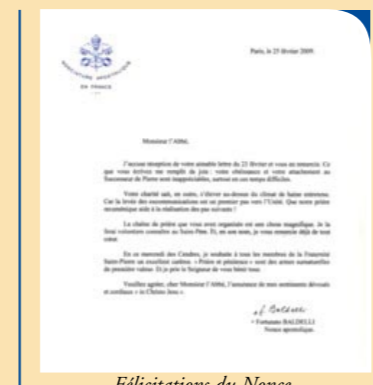 NONCIATURE APOSTOLIQUE
EN FRANCE
Paris, le 25 février 2009.
Monsieur l'Abbé,
J'accuse réception de votre aimable lettre du 23 février et vous en remercie. Ce
que vous écrivez me remplit de joie : votre obéissance et votre attachement au
Successeur de Pierre sont inappréciables, surtout en ces temps difficiles.
Votre charité sait, en outre, s'élever au-dessus du climat de haine entretenu.
Car la levée des excommunications est un premier pas vers l'Unité. Que notre prière
œcuménique aide à la réalisation des pas suivants !
La chaîne de prière que vous avez organisée est une chose magnifique. Je la
ferai volontiers connaître au Saint-Père. Et, en son nom, je vous remercie déjà de tout
cœur.
En ce mercredi des Cendres, je souhaite à tous les membres de la Fraternité
Saint-Pierre un excellent carême. « Prière et pénitence » sont des armes surnaturelles
de première valeur. Et je prie le Seigneur de vous bénir tous.
Veuillez agréer, cher Monsieur l'Abbé, l'assurance de mes sentiments dévoués
et cordiaux « in Christo Jesu ».
+ f. Baldelli
+ Fortunato BALDELLI
Nonce apostolique.
Félicitations du Nonce